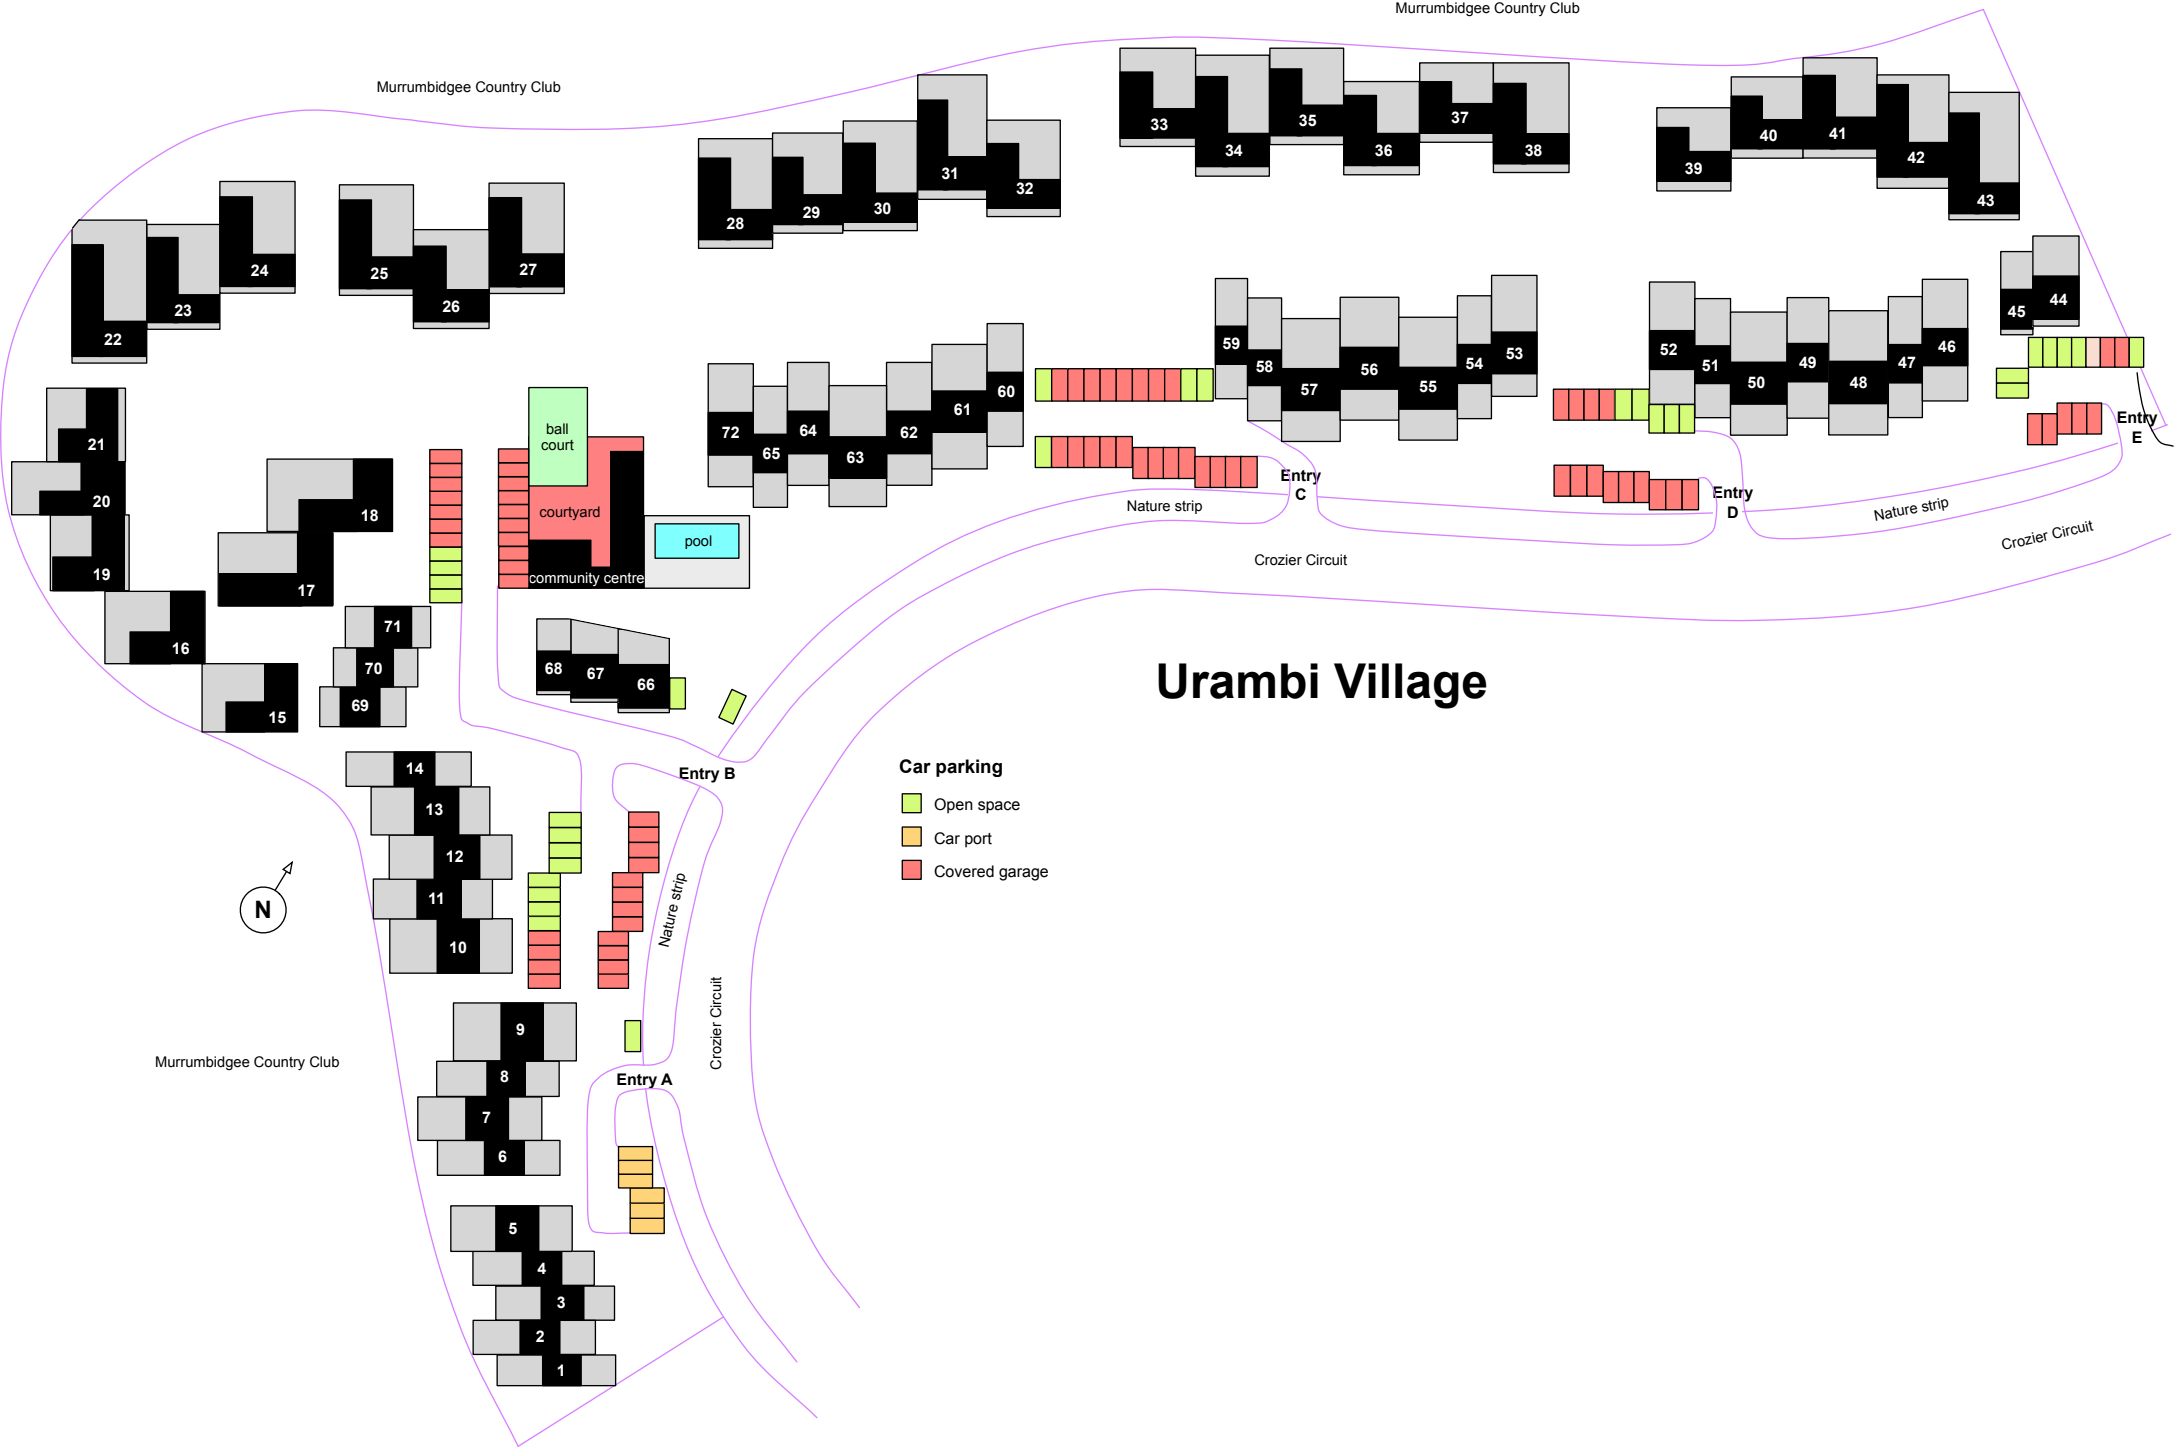 Murrumbidgee Country Club
Murrumbidgee Country Club
33
34
35
36
37
38
39
40
41
42
43
28
29
30
31
32
24
23
22
25
26
27
44
45
59
58
57
56
55
54
53
52
51
50
49
48
47
46
60
61
62
63
64
65
72
21
20
19
18
17
16
15
ball
court
courtyard
community centre
pool
Entry
C
Entry
D
Entry
E
Nature strip
Nature strip
Crozier Circuit
Crozier Circuit
71
70
69
68
67
66
Urambi Village
Entry B
Car parking
Open space
Car port
Covered garage
14
13
12
11
10
N
Nature strip
Crozier Circuit
9
8
7
6
Murrumbidgee Country Club
Entry A
5
4
3
2
1